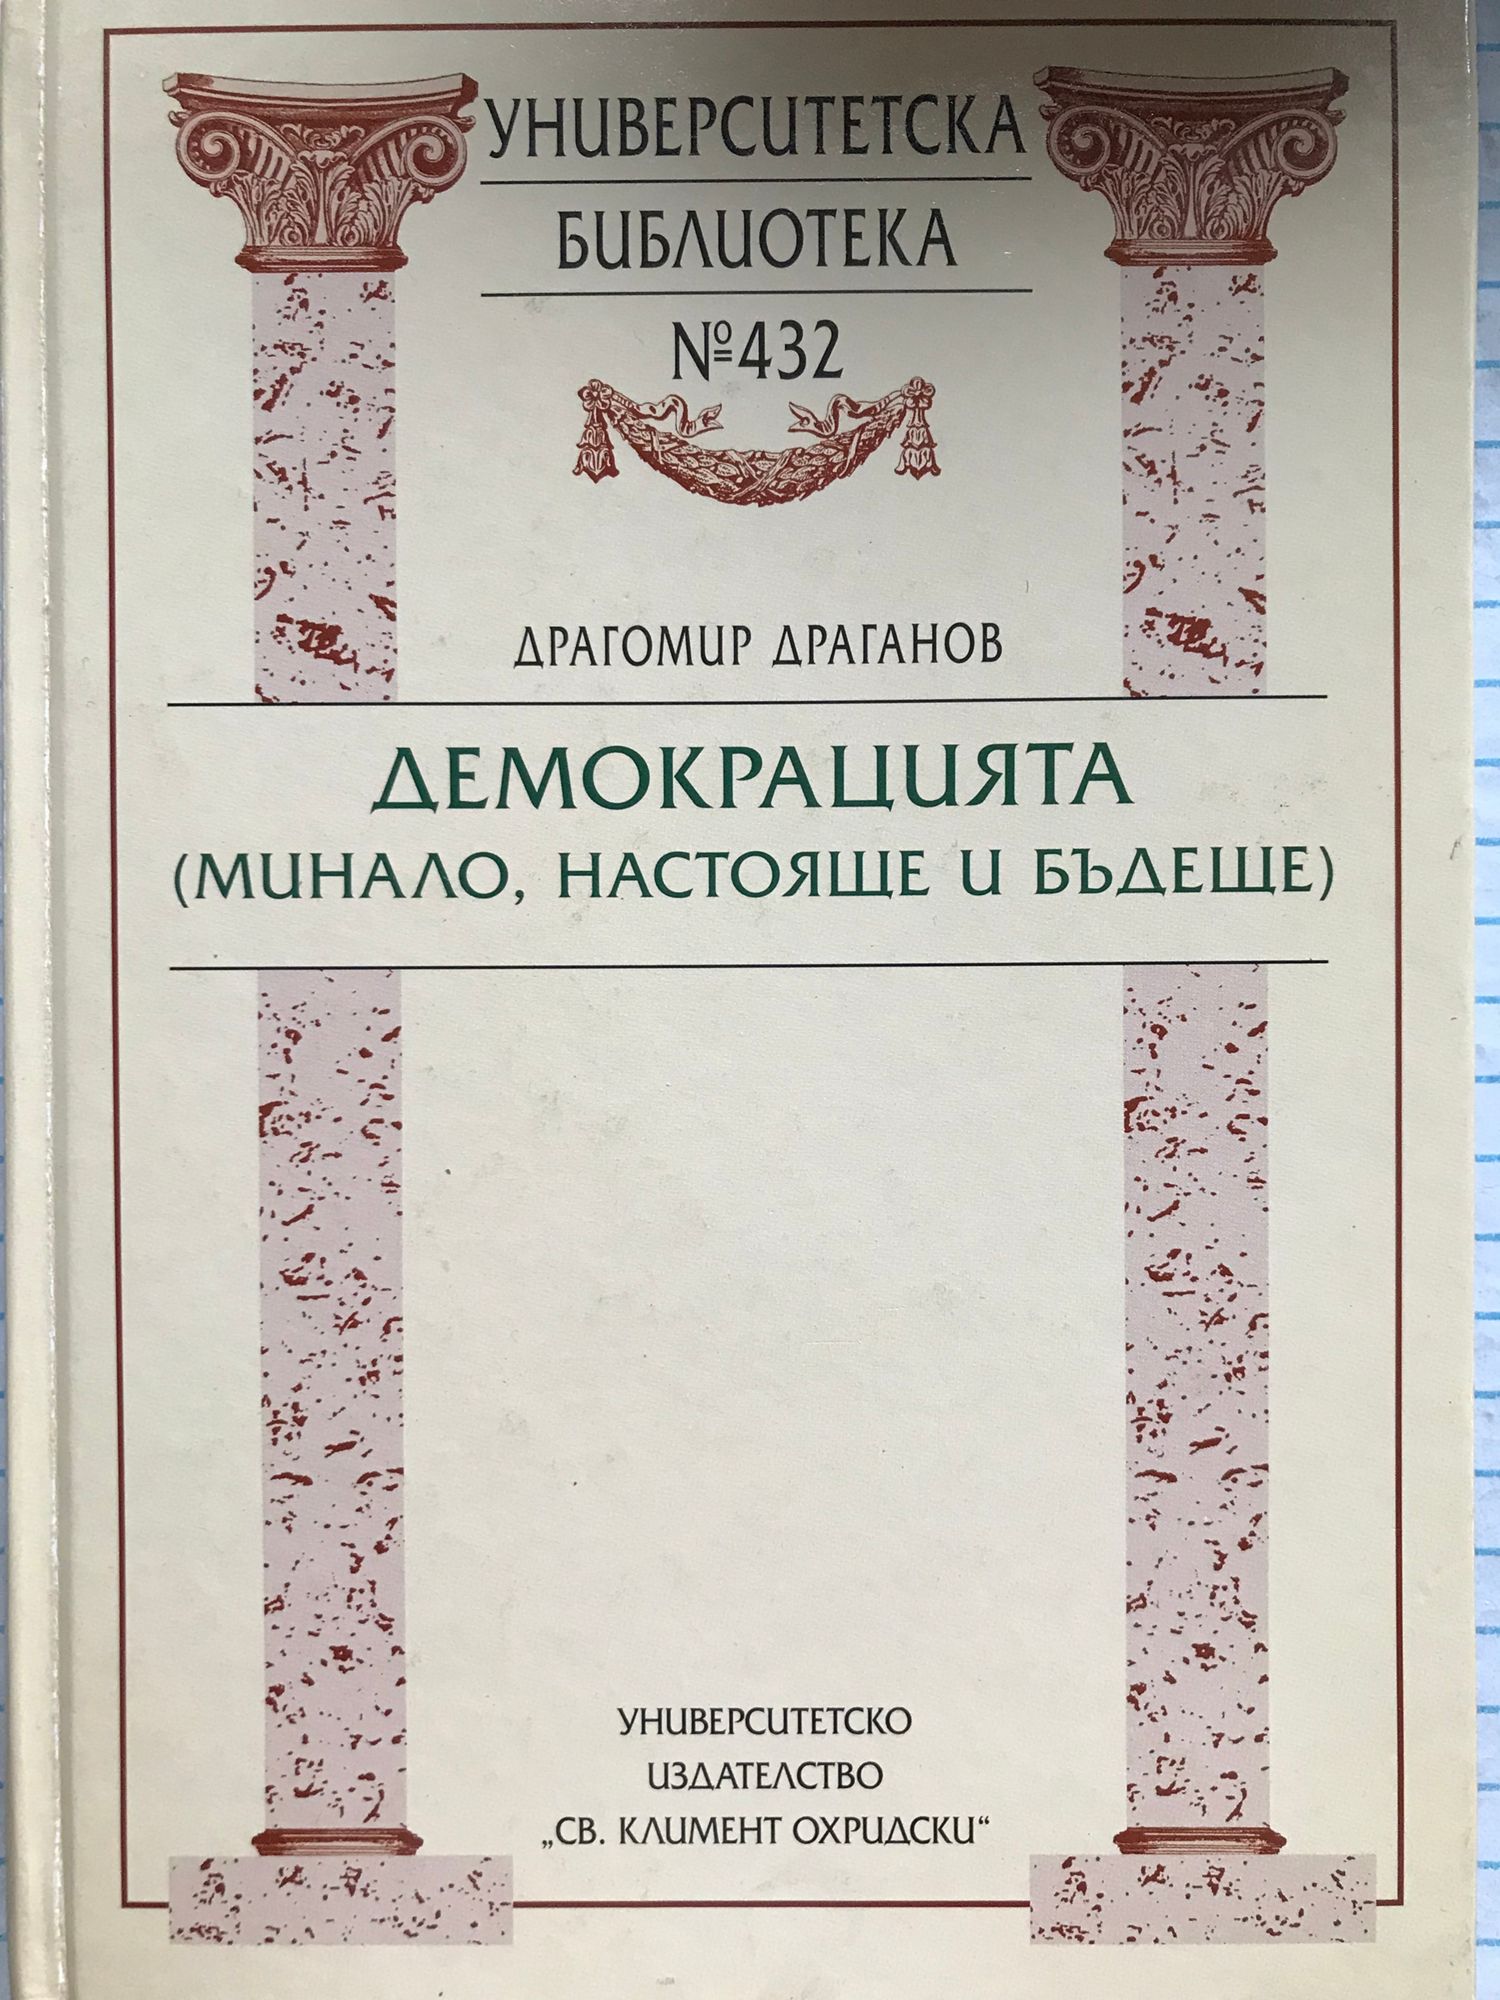 УНИВЕРСИТЕТСКА
БИБЛИОТЕКА
№432
ДРАГОМИР ДРАГАНОВ
ДЕМОКРАЦИЯТА
(МИНАЛО, НАСТОЯЩЕ И БЪДЕЩЕ)
УНИВЕРСИТЕТСКО
ИЗДАТЕЛСТВО
„СВ. КЛИМЕНТ ОХРИДСКИ“